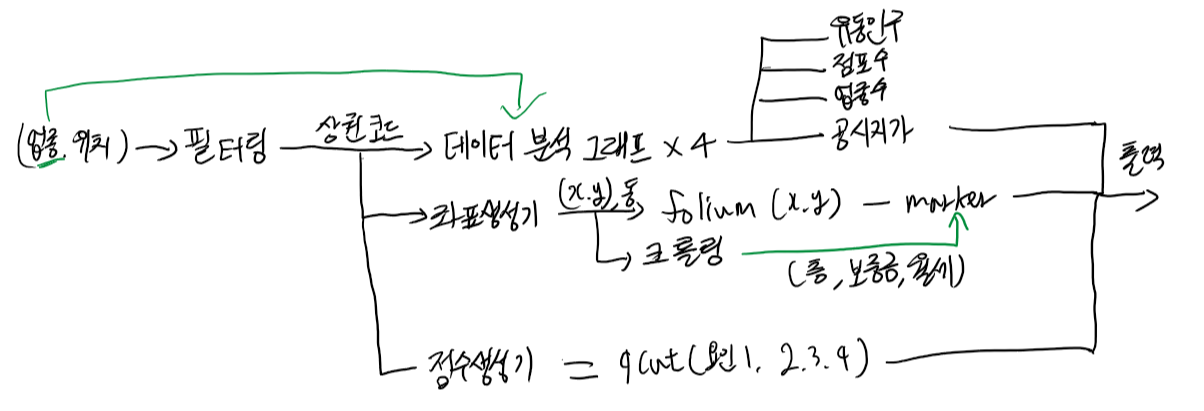 유동인구
점포수
업종수
공시지가
(업종, 위치) → 필터링
상권코드
데이터 분석 그래프 × 4
출력
좌표생성기
(x.y), 동
folium (x.y) — marker
크롤링
(층, 보증금, 월세)
점수생성기 = qcut(요인1. 2.3.4)